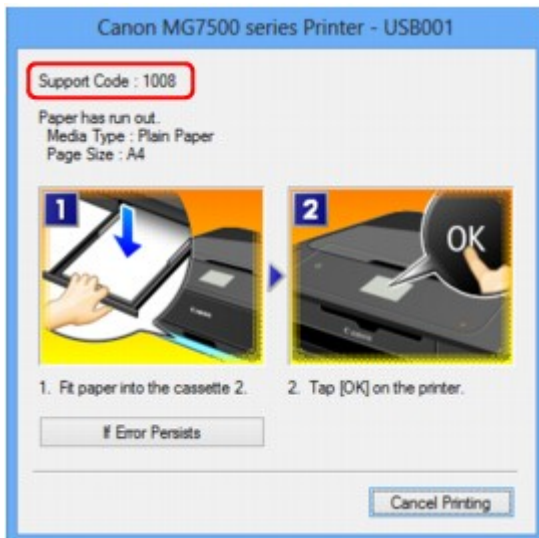 Canon MG7500 series Printer - USB001
Support Code : 1008
Paper has run out.
Media Type : Plain Paper
Page Size : A4
1
2
OK
Canon
Canon
1. Fit paper into the cassette 2.
2. Tap [OK] on the printer.
If Error Persists
Cancel Printing